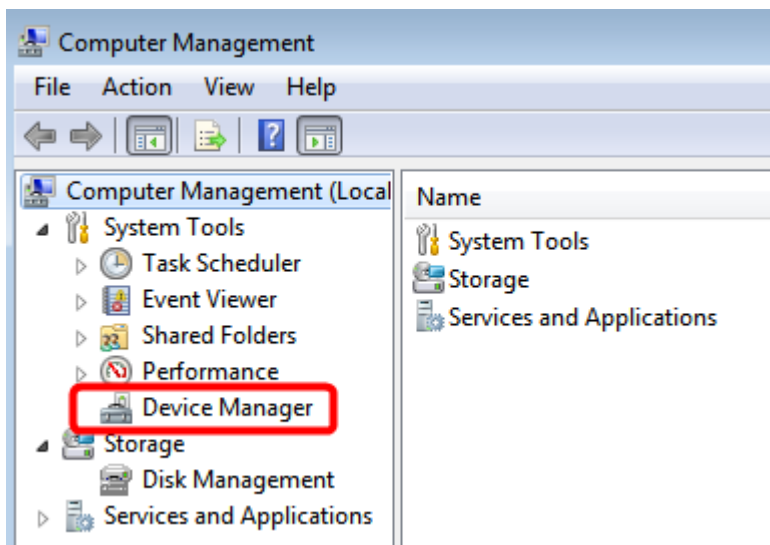 Computer Management
File Action View Help
Computer Management (Local
System Tools
Task Scheduler
Event Viewer
Shared Folders
Performance
Device Manager
Storage
Disk Management
Services and Applications
Name
System Tools
Storage
Services and Applications